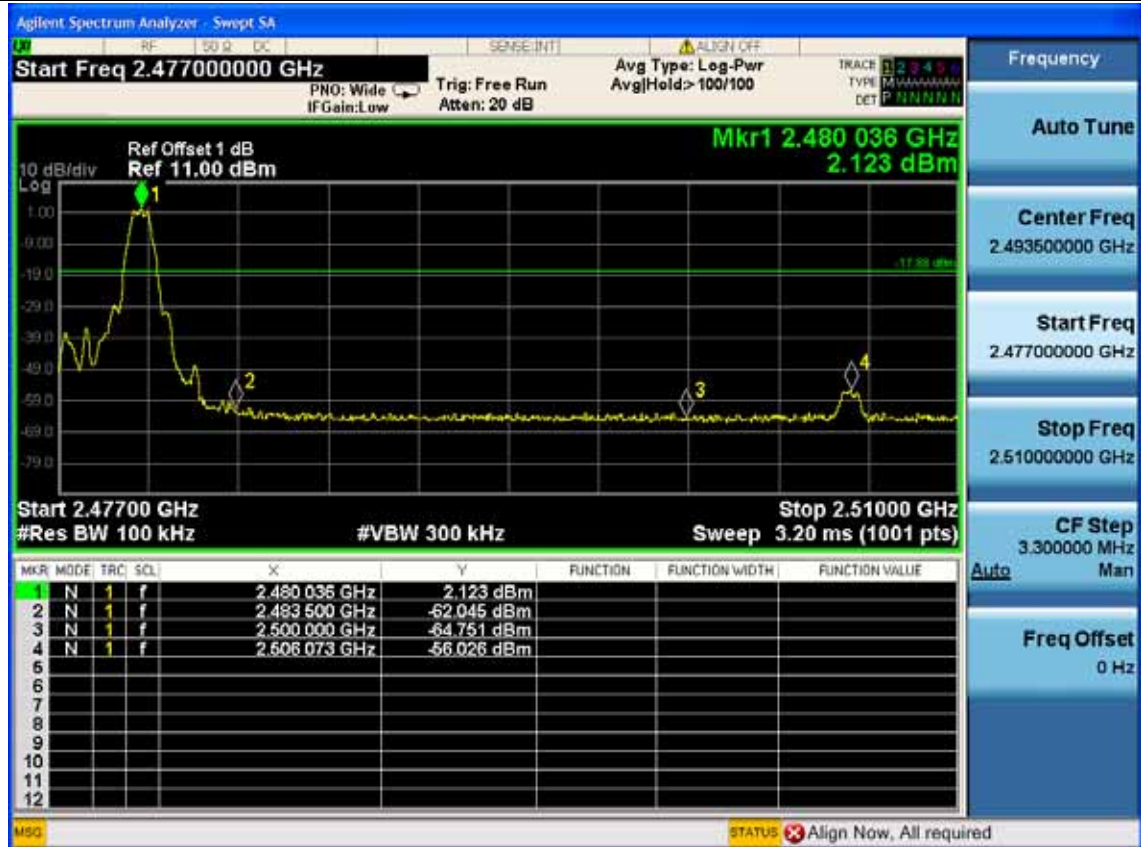 Agilent Spectrum Analyzer - Swept SA
RF 50 Ω DC SENSE:INT ALIGN OFF
Start Freq 2.477000000 GHz
PNO: Wide
IFGain:Low
Trig: Free Run
Atten: 20 dB
Avg Type: Log-Pwr
Avg|Hold>100/100
TRACE 1 2 3 4 5 6
TYPE M
DET P N N N N N
Mkr1 2.480 036 GHz
2.123 dBm
Ref Offset 1 dB
10 dB/div Ref 11.00 dBm
Log
1.00
-9.00
-19.0
-29.0
-39.0
-49.0
-59.0
-69.0
-79.0
-17.88 dBm
1
2
3
4
Start 2.47700 GHz Stop 2.51000 GHz
#Res BW 100 kHz #VBW 300 kHz Sweep 3.20 ms (1001 pts)
MKR MODE TRC SCL X Y FUNCTION FUNCTION WIDTH FUNCTION VALUE
1 N 1 f 2.480 036 GHz 2.123 dBm
2 N 1 f 2.483 500 GHz -62.045 dBm
3 N 1 f 2.500 000 GHz -64.751 dBm
4 N 1 f 2.506 073 GHz -56.026 dBm
5
6
7
8
9
10
11
12
MSG STATUS Align Now, All required
Frequency
Auto Tune
Center Freq
2.493500000 GHz
Start Freq
2.477000000 GHz
Stop Freq
2.510000000 GHz
CF Step
3.300000 MHz
Auto Man
Freq Offset
0 Hz